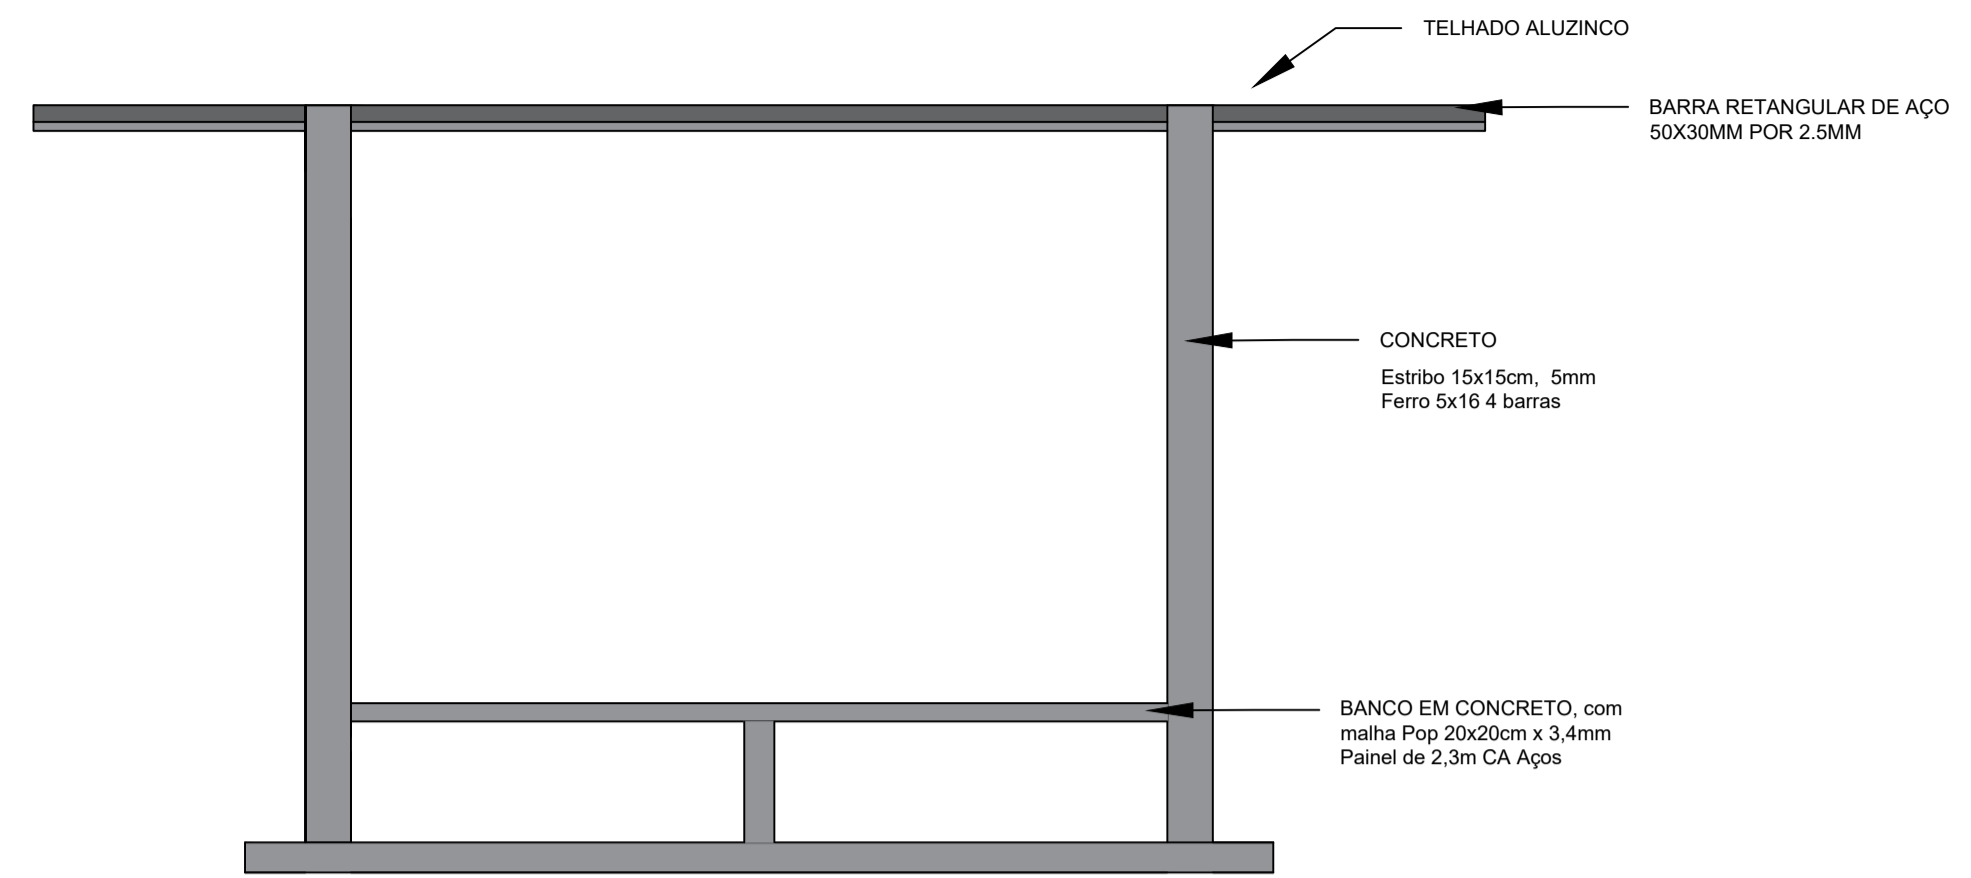 TELHADO ALUZINCO
BARRA RETANGULAR DE AÇO
50X30MM POR 2.5MM
CONCRETO
Estribo 15x15cm, 5mm
Ferro 5x16 4 barras
BANCO EM CONCRETO, com
malha Pop 20x20cm x 3,4mm
Painel de 2,3m CA Aços